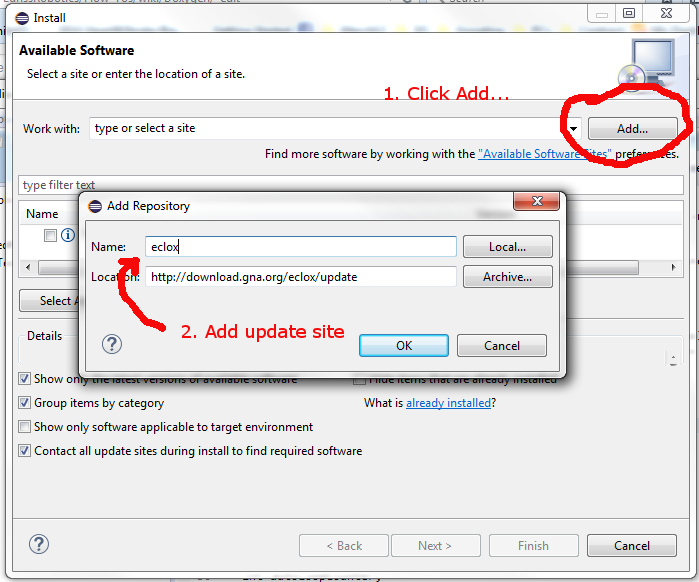 Install
Available Software
Select a site or enter the location of a site.
1. Click Add...
Work with: type or select a site Add...
Find more software by working with the "Available Software Sites" preferences.
type filter text
Name
Add Repository
Name: eclox Local...
Location: http://download.gna.org/eclox/update Archive...
2. Add update site
OK Cancel
Select
Details
Show only the latest versions of available software
Hide items that are already installed
Group items by category
What is already installed?
Show only software applicable to target environment
Contact all update sites during install to find required software
< Back Next > Finish Cancel